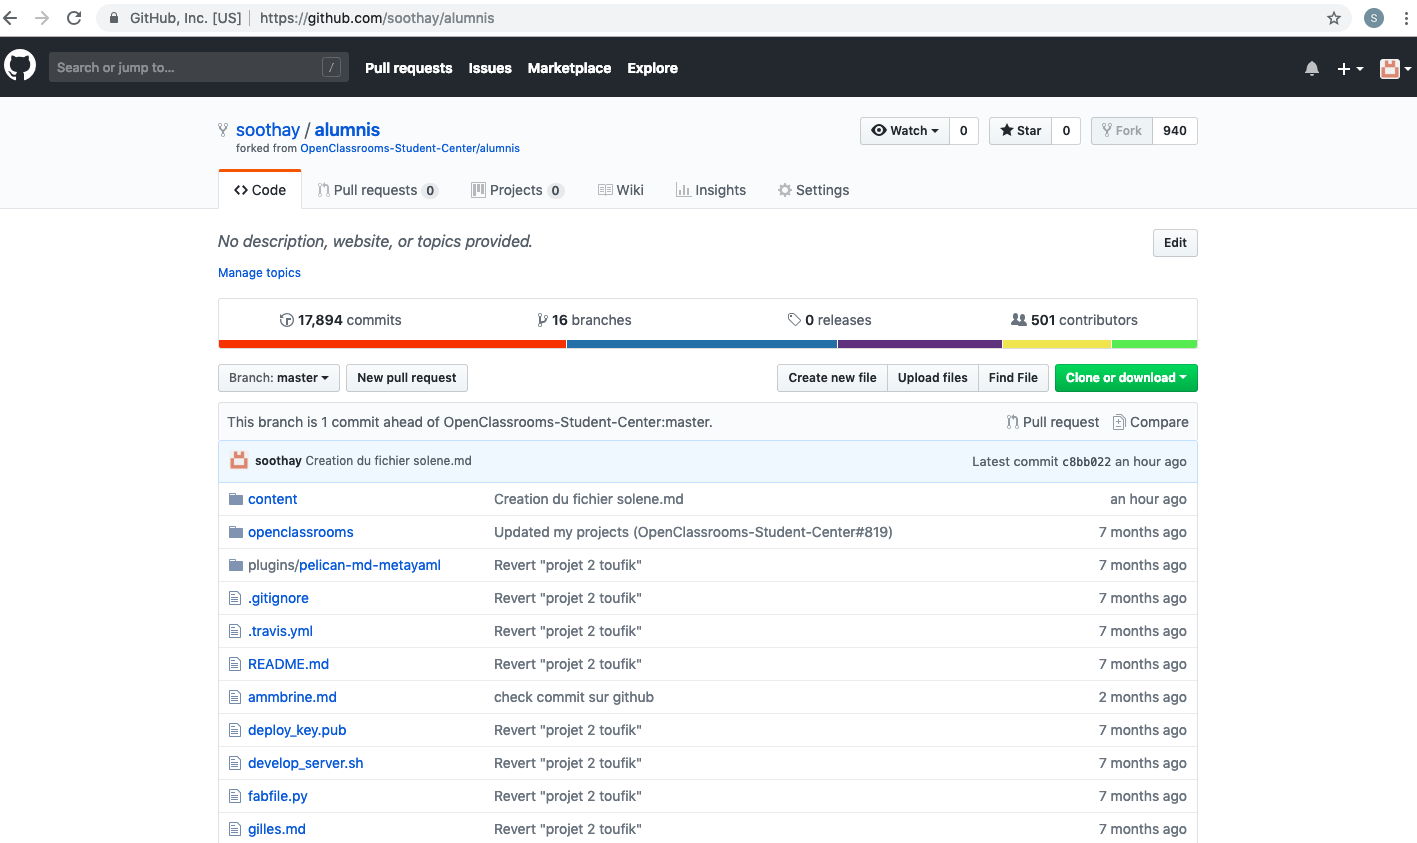 GitHub, Inc. [US] https://github.com/soothay/alumnis S
Search or jump to... / Pull requests Issues Marketplace Explore
soothay / alumnis Watch 0 Star 0 Fork 940
forked from OpenClassrooms-Student-Center/alumnis
Code Pull requests 0 Projects 0 Wiki Insights Settings
No description, website, or topics provided. Edit
Manage topics
17,894 commits 16 branches 0 releases 501 contributors
Branch: master New pull request Create new file Upload files Find File Clone or download
This branch is 1 commit ahead of OpenClassrooms-Student-Center:master. Pull request Compare
soothay Creation du fichier solene.md Latest commit c8bb022 an hour ago
content Creation du fichier solene.md an hour ago
openclassrooms Updated my projects (OpenClassrooms-Student-Center#819) 7 months ago
plugins/pelican-md-metayaml Revert "projet 2 toufik" 7 months ago
.gitignore Revert "projet 2 toufik" 7 months ago
.travis.yml Revert "projet 2 toufik" 7 months ago
README.md Revert "projet 2 toufik" 7 months ago
ammbrine.md check commit sur github 2 months ago
deploy_key.pub Revert "projet 2 toufik" 7 months ago
develop_server.sh Revert "projet 2 toufik" 7 months ago
fabfile.py Revert "projet 2 toufik" 7 months ago
gilles.md Revert "projet 2 toufik" 7 months ago